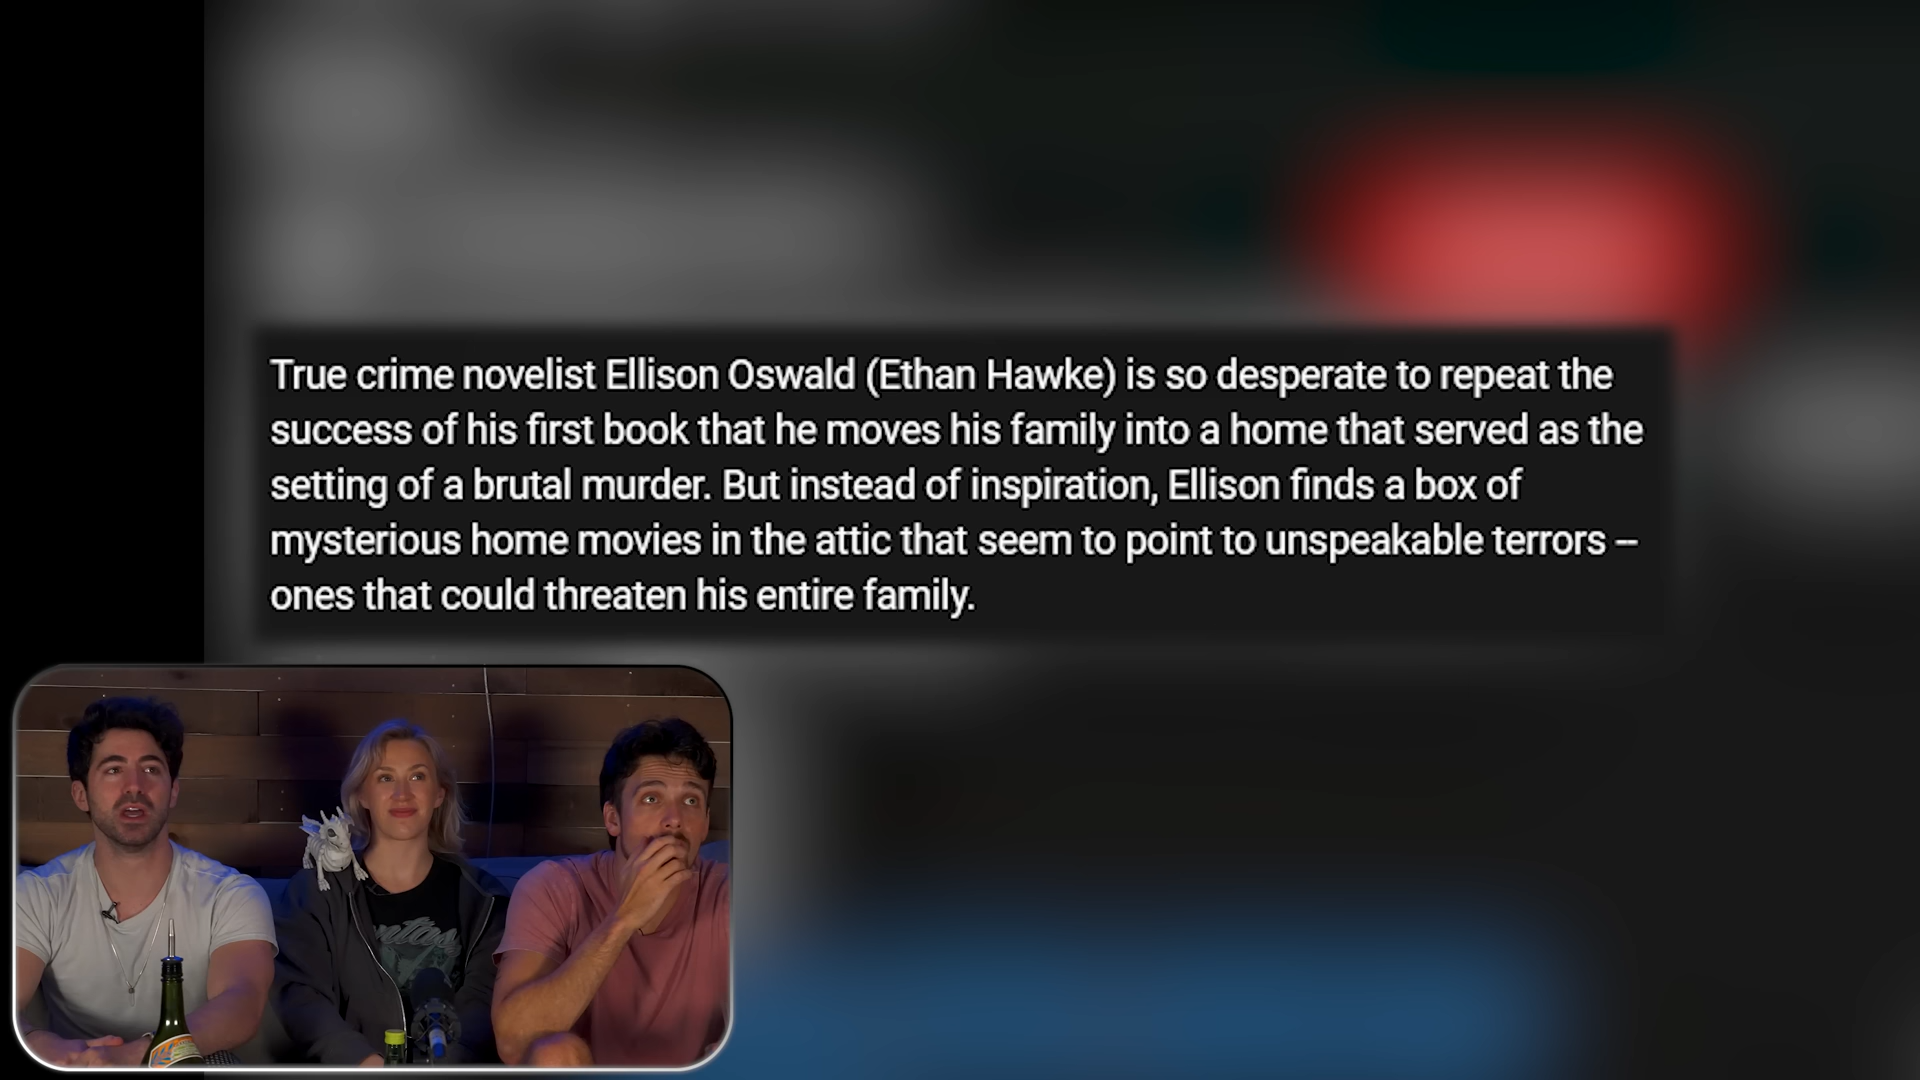 True crime novelist Ellison Oswald (Ethan Hawke) is so desperate to repeat the
success of his first book that he moves his family into a home that served as the
setting of a brutal murder. But instead of inspiration, Ellison finds a box of
mysterious home movies in the attic that seem to point to unspeakable terrors --
ones that could threaten his entire family.